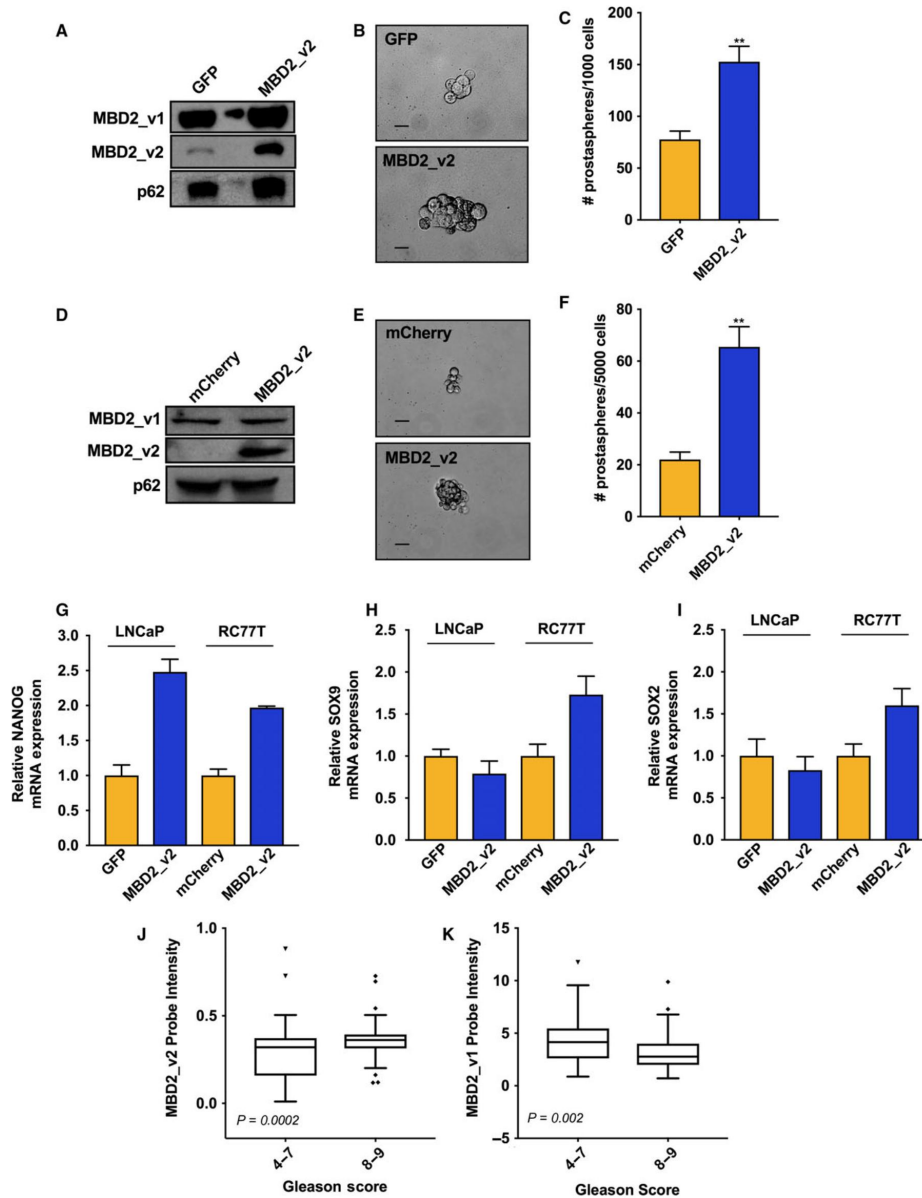 A
GFP
MBD2_v2
MBD2_v1
MBD2_v2
p62
B
GFP
MBD2_v2
C
# prostaspheres/1000 cells
200
150
100
50
0
**
GFP
MBD2_v2
D
mCherry
MBD2_v2
MBD2_v1
MBD2_v2
p62
E
mCherry
MBD2_v2
F
# prostaspheres/5000 cells
80
60
40
20
0
**
mCherry
MBD2_v2
G
LNCaP
RC77T
Relative NANOG
mRNA expression
3.0
2.5
2.0
1.5
1.0
0.5
0.0
GFP
MBD2_v2
mCherry
MBD2_v2
H
LNCaP
RC77T
Relative SOX9
mRNA expression
2.5
2.0
1.5
1.0
0.5
0.0
GFP
MBD2_v2
mCherry
MBD2_v2
I
LNCaP
RC77T
Relative SOX2
mRNA expression
2.5
2.0
1.5
1.0
0.5
0.0
GFP
MBD2_v2
mCherry
MBD2_v2
J
MBD2_v2 Probe Intensity
1.0
0.5
0.0
P = 0.0002
4–7
8–9
Gleason score
K
MBD2_v1 Probe Intensity
15
10
5
0
–5
P = 0.002
4–7
8–9
Gleason Score